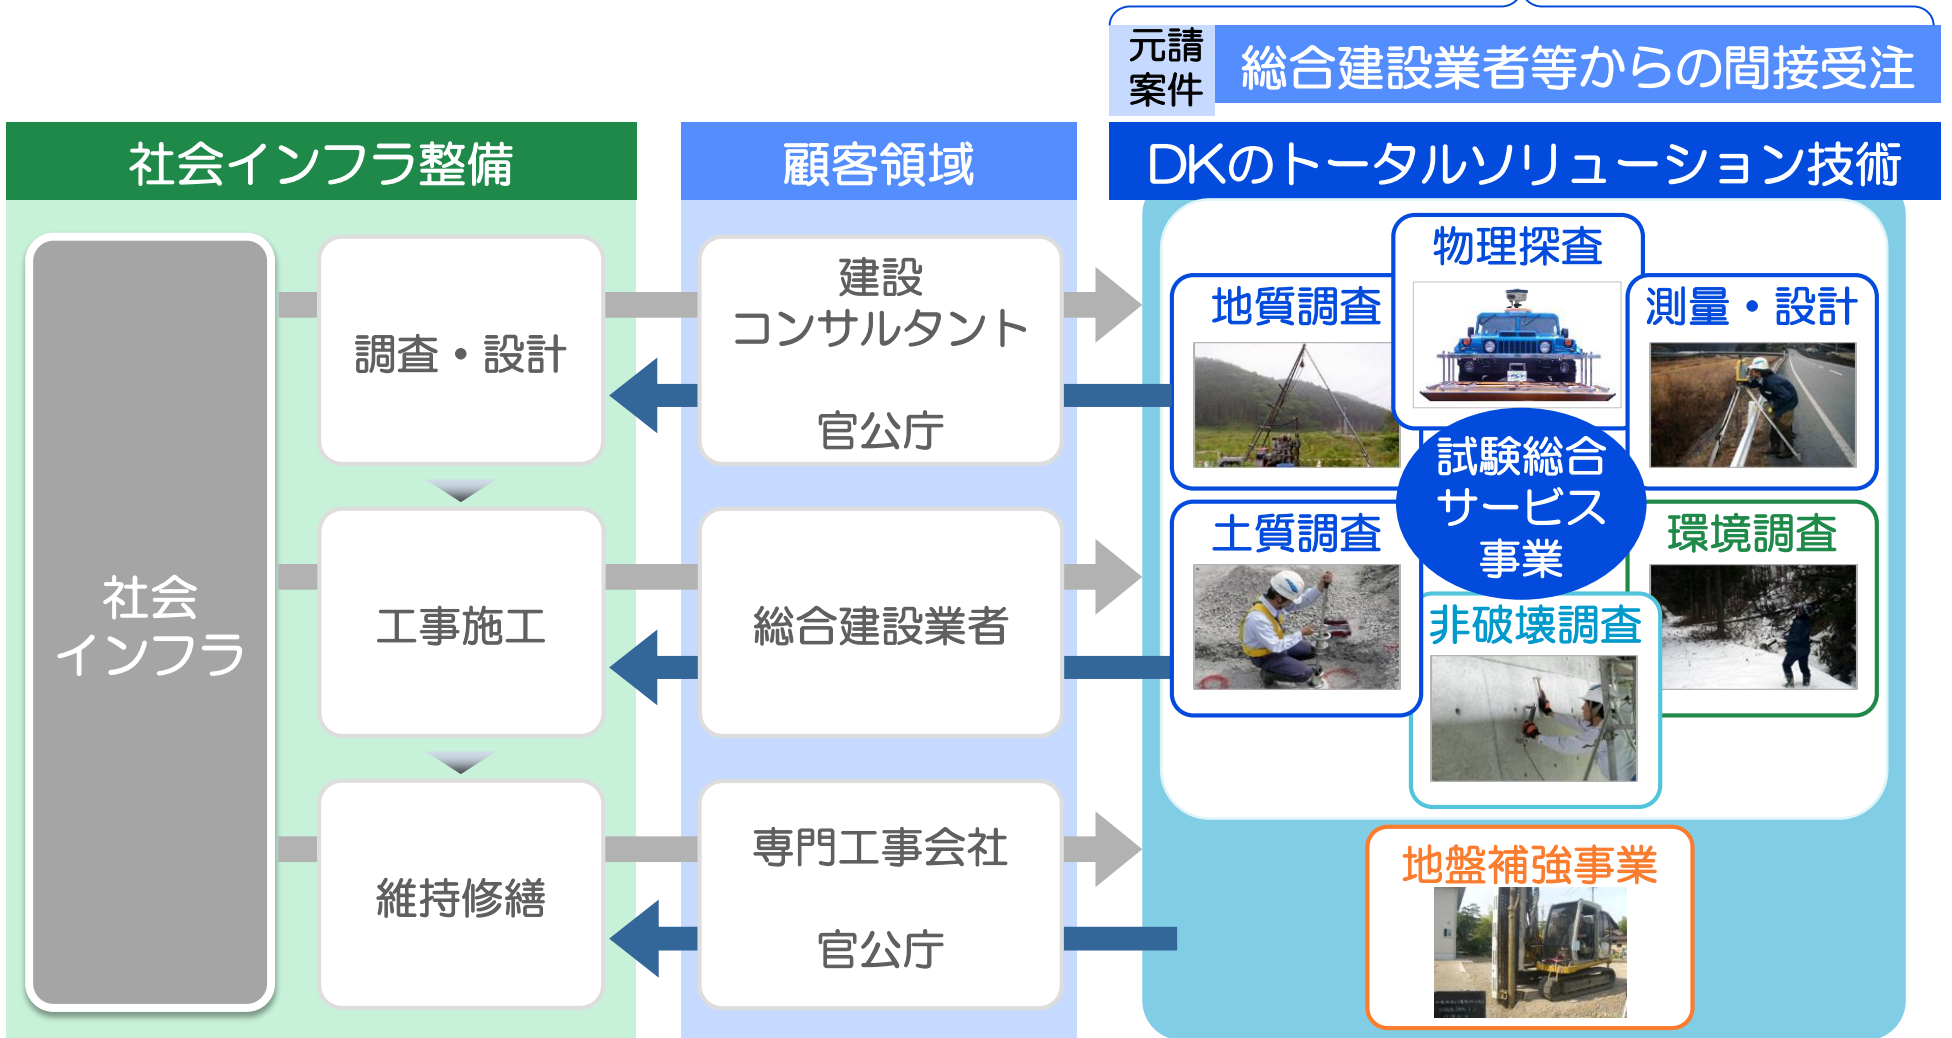 元請
案件
総合建設業者等からの間接受注
社会インフラ整備
顧客領域
DKのトータルソリューション技術
社会
インフラ
調査・設計
工事施工
維持修繕
建設
コンサルタント
官公庁
総合建設業者
専門工事会社
官公庁
物理探査
地質調査
測量・設計
試験総合
サービス
事業
土質調査
環境調査
非破壊調査
地盤補強事業